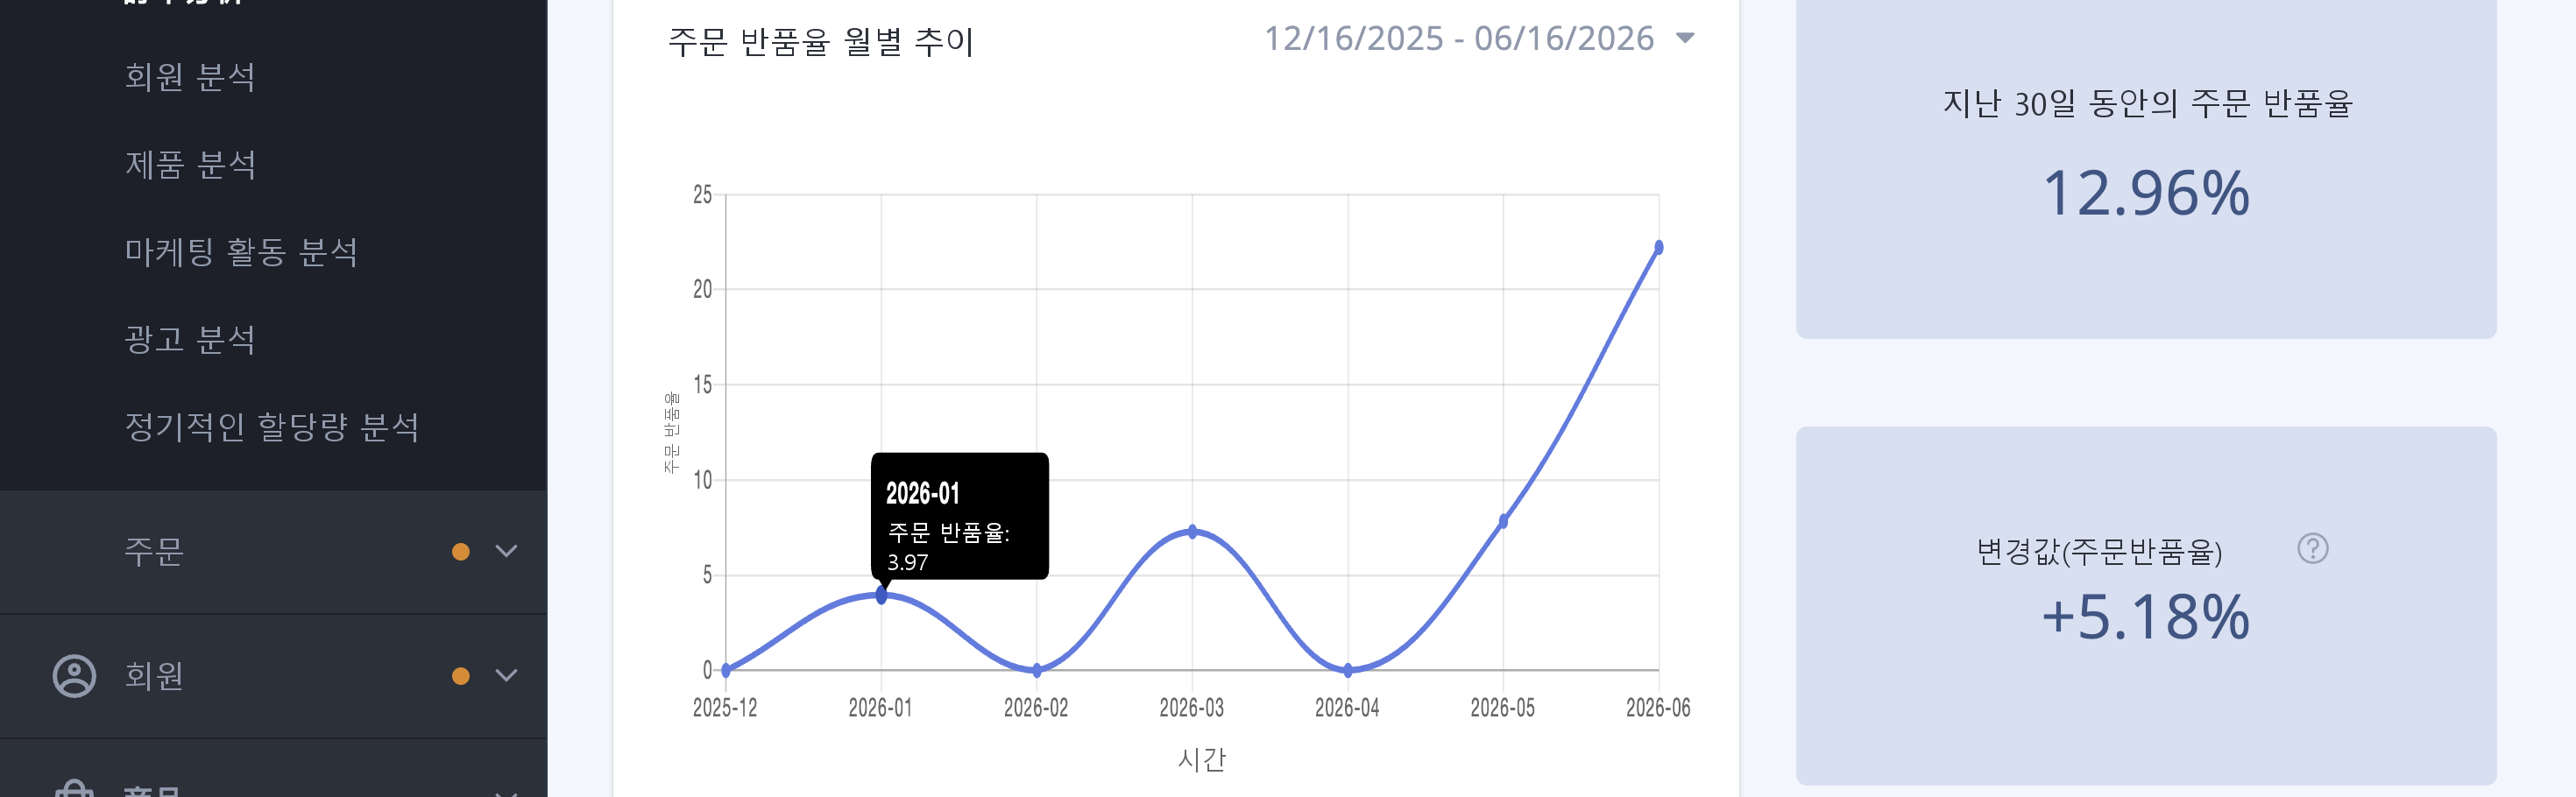 회원 분석
제품 분석
마케팅 활동 분석
광고 분석
정기적인 할당량 분석
주문
회원
주문 반품율 월별 추이
12/16/2025 - 06/16/2026
25
20
15
10
5
0
주문 반품율
2026-01
주문 반품율:
3.97
2025-12 2026-01 2026-02 2026-03 2026-04 2026-05 2026-06
시간
지난 30일 동안의 주문 반품율
12.96%
변경값(주문반품율)
+5.18%